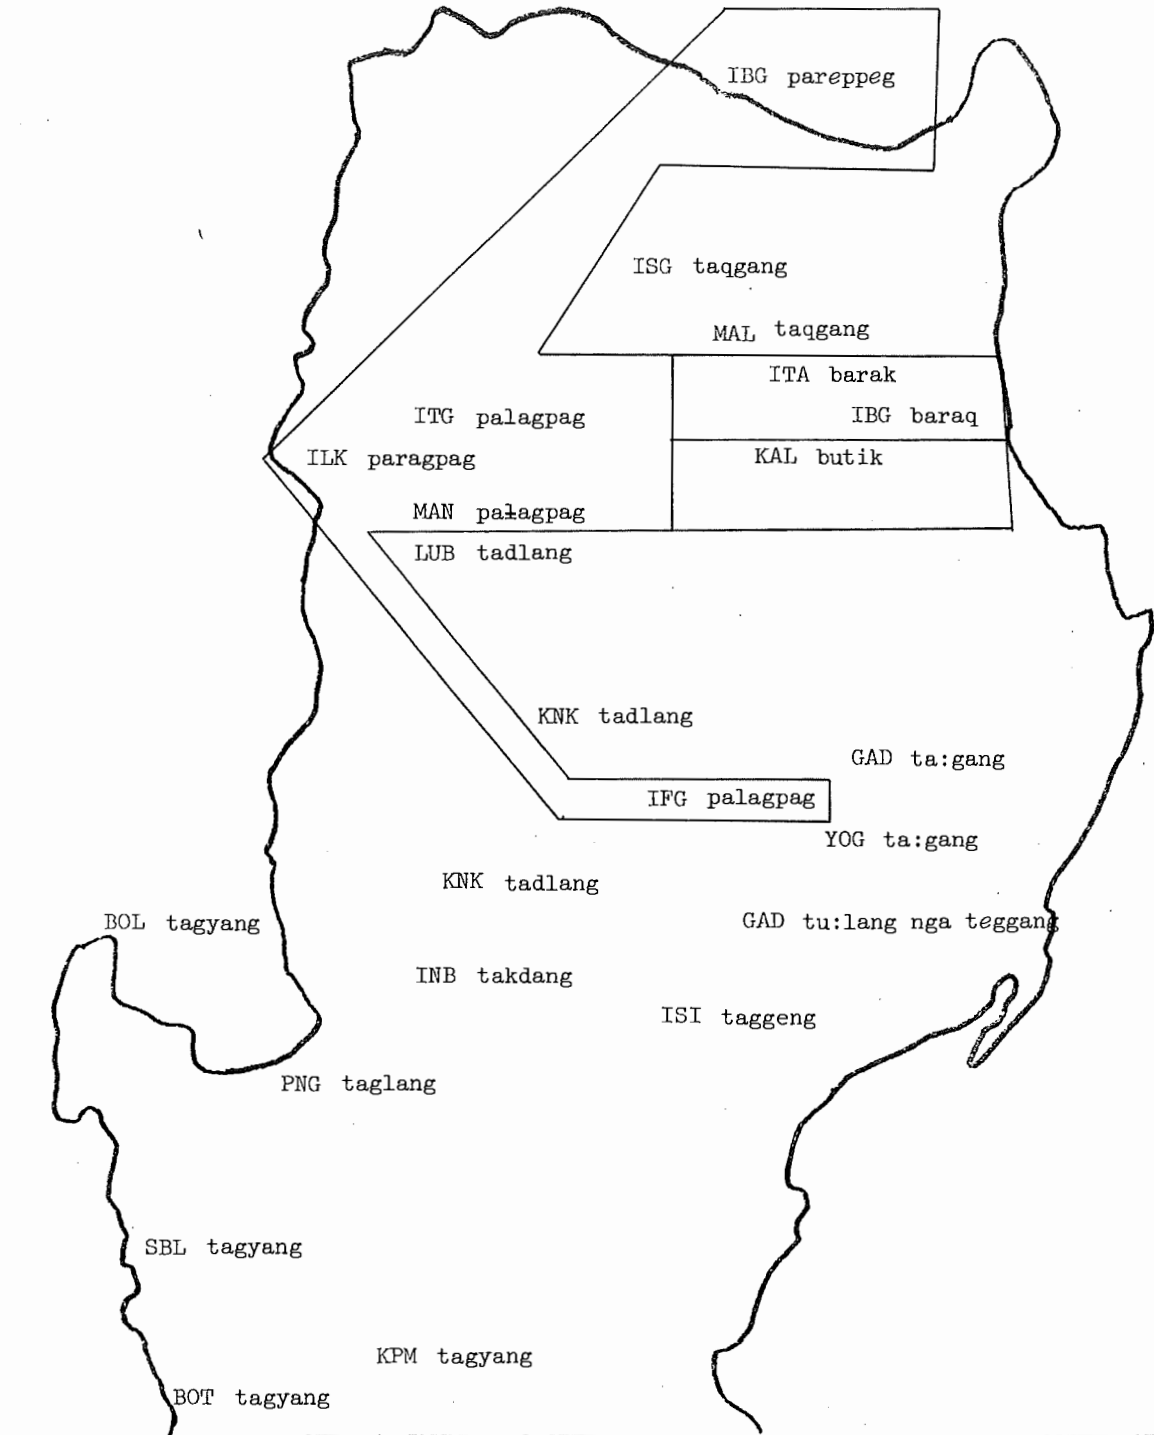 IBG pareppeg
ISG taqgang
MAL taqgang
ITA barak
ITG palagpag
IBG baraq
ILK paragpag
KAL butik
MAN pałagpag
LUB tadlang
KNK tadlang
GAD ta:gang
IFG palagpag
YOG ta:gang
KNK tadlang
BOL tagyang
GAD tu:lang nga teggang
INB takdang
ISI taggeng
PNG taglang
SBL tagyang
KPM tagyang
BOT tagyang